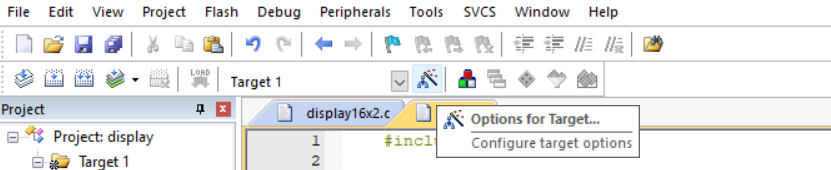 File Edit View Project Flash Debug Peripherals Tools SVCS Window Help
LOAD Target 1
Project display16x2.c
Options for Target...
Project: display 1 #inclu
Configure target options
Target 1 2